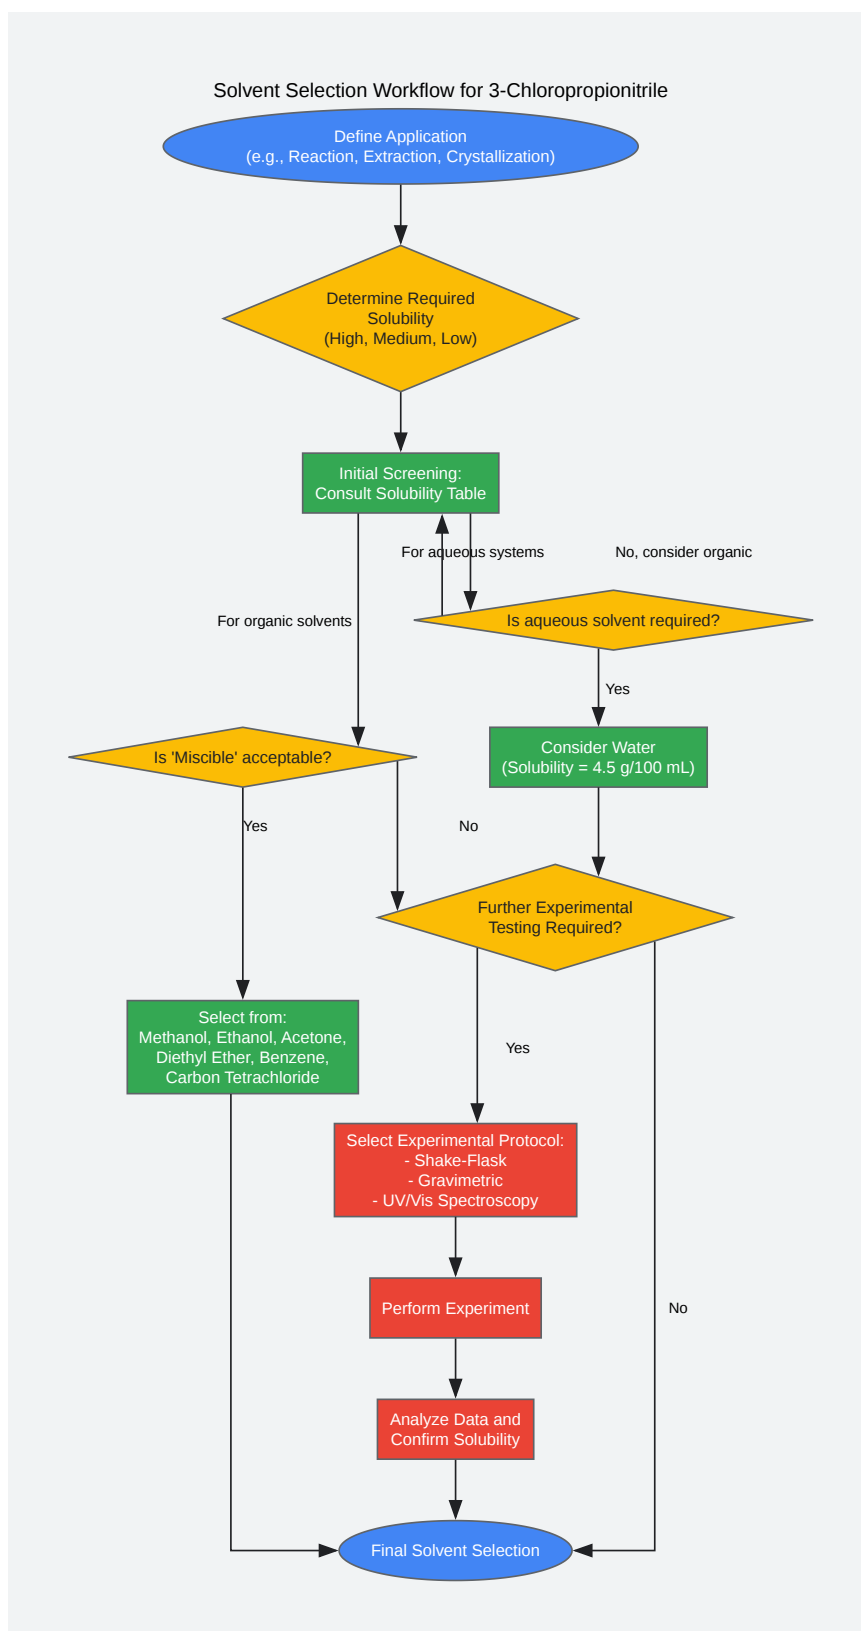 Solvent Selection Workflow for 3-Chloropropionitrile
Define Application
(e.g., Reaction, Extraction, Crystallization)
Determine Required
Solubility
(High, Medium, Low)
Initial Screening:
Consult Solubility Table
For aqueous systems
No, consider organic
For organic solvents
Is aqueous solvent required?
Yes
Is 'Miscible' acceptable?
Consider Water
(Solubility = 4.5 g/100 mL)
Yes
No
Further Experimental
Testing Required?
Select from:
Methanol, Ethanol, Acetone,
Diethyl Ether, Benzene,
Carbon Tetrachloride
Yes
Select Experimental Protocol:
- Shake-Flask
- Gravimetric
- UV/Vis Spectroscopy
Perform Experiment
No
Analyze Data and
Confirm Solubility
Final Solvent Selection